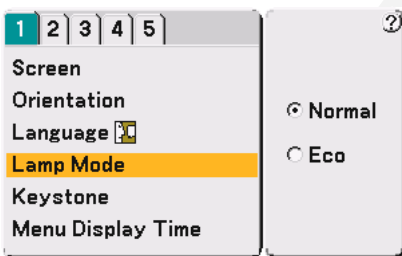 1 2 3 4 5
?
Screen
Orientation
Language
Lamp Mode
Keystone
Menu Display Time
Normal
Eco